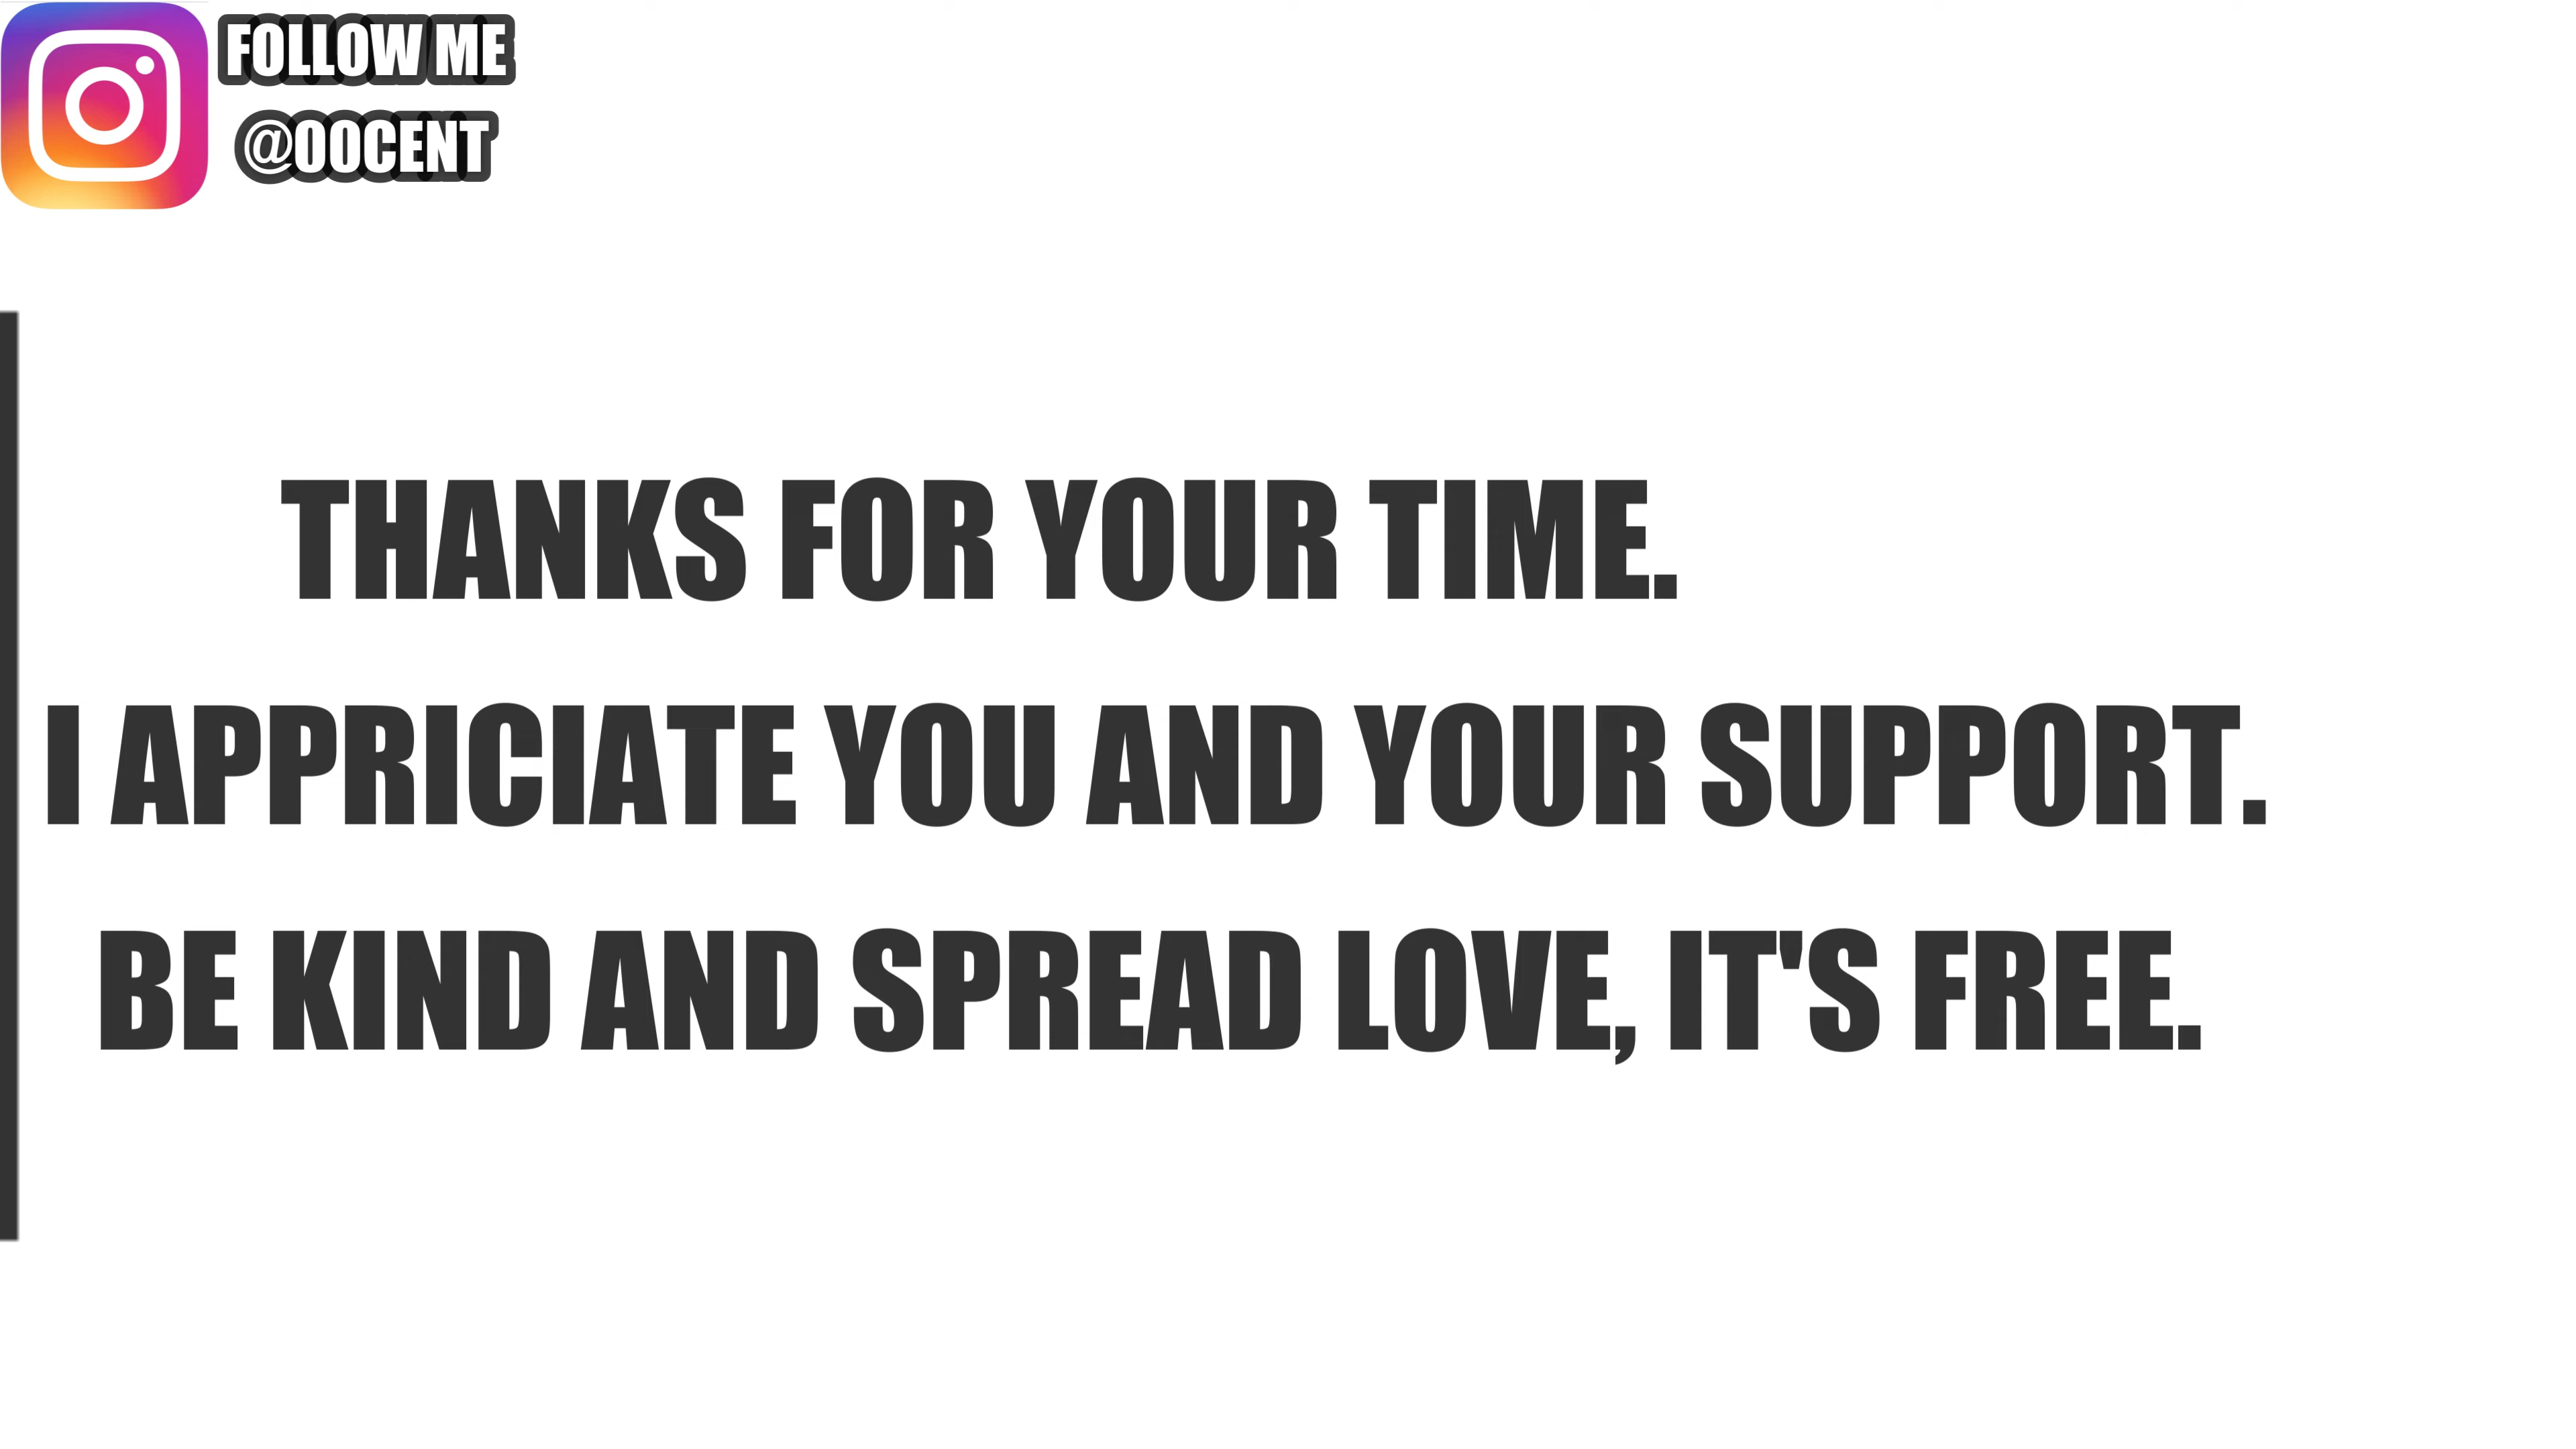 FOLLOW ME
@OOCENT
THANKS FOR YOUR TIME.
I APPRICIATE YOU AND YOUR SUPPORT.
BE KIND AND SPREAD LOVE, IT'S FREE.